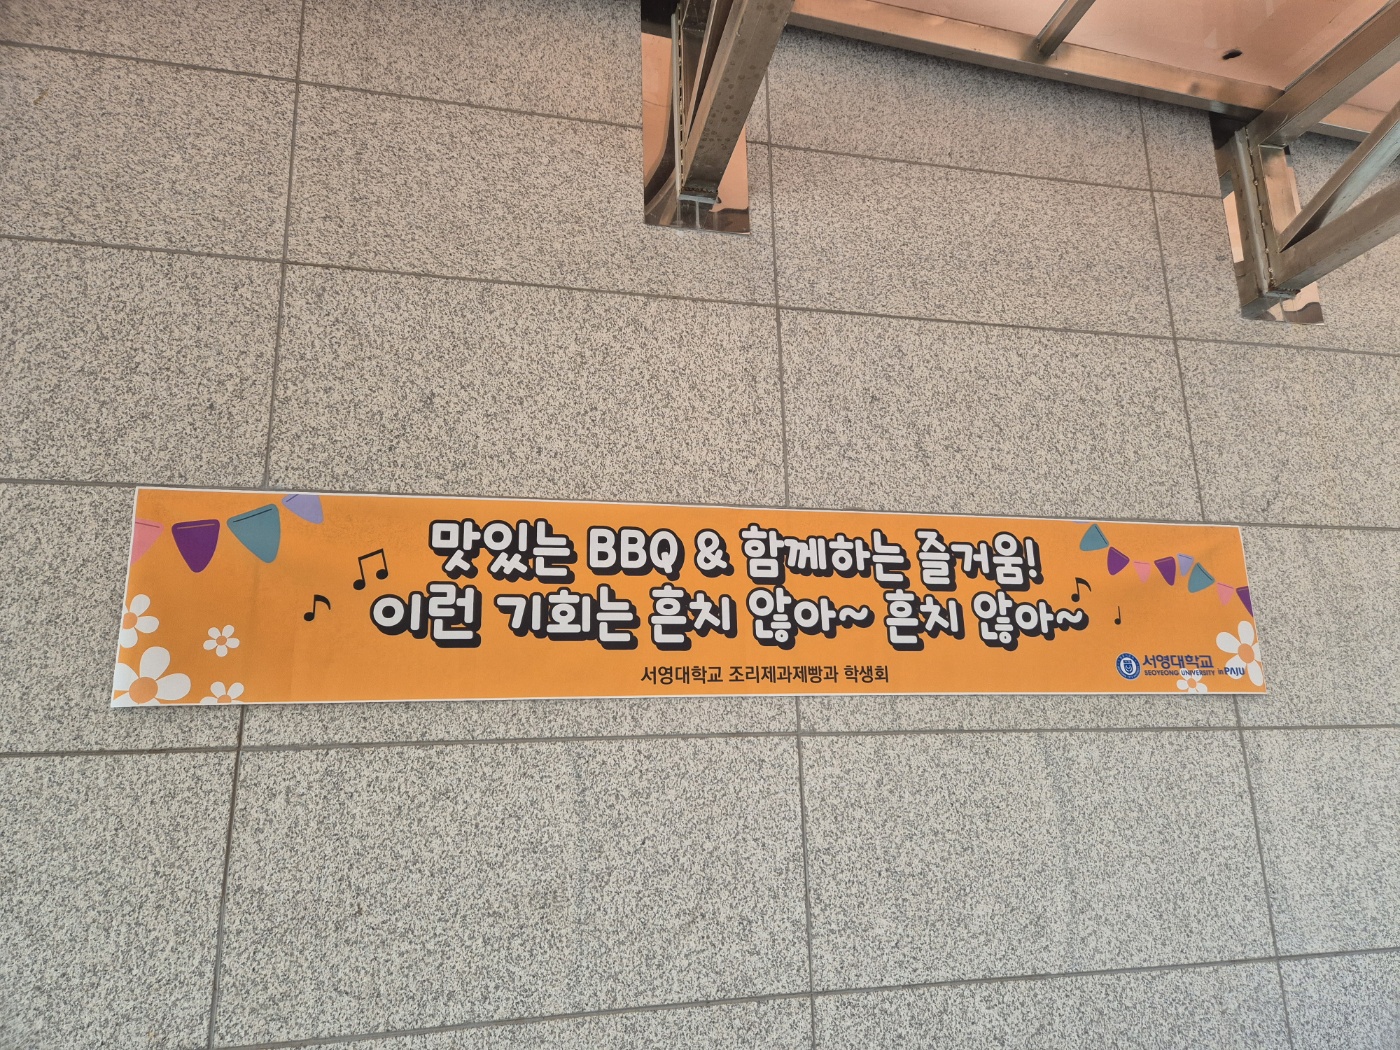 맛있는 BBQ & 함께하는 즐거움!
이런 기회는 흔치 않아~ 흔치 않아~
서영대학교 조리제과제빵과 학생회
서영대학교
SEOYEONG UNIVERSITY in PAJU